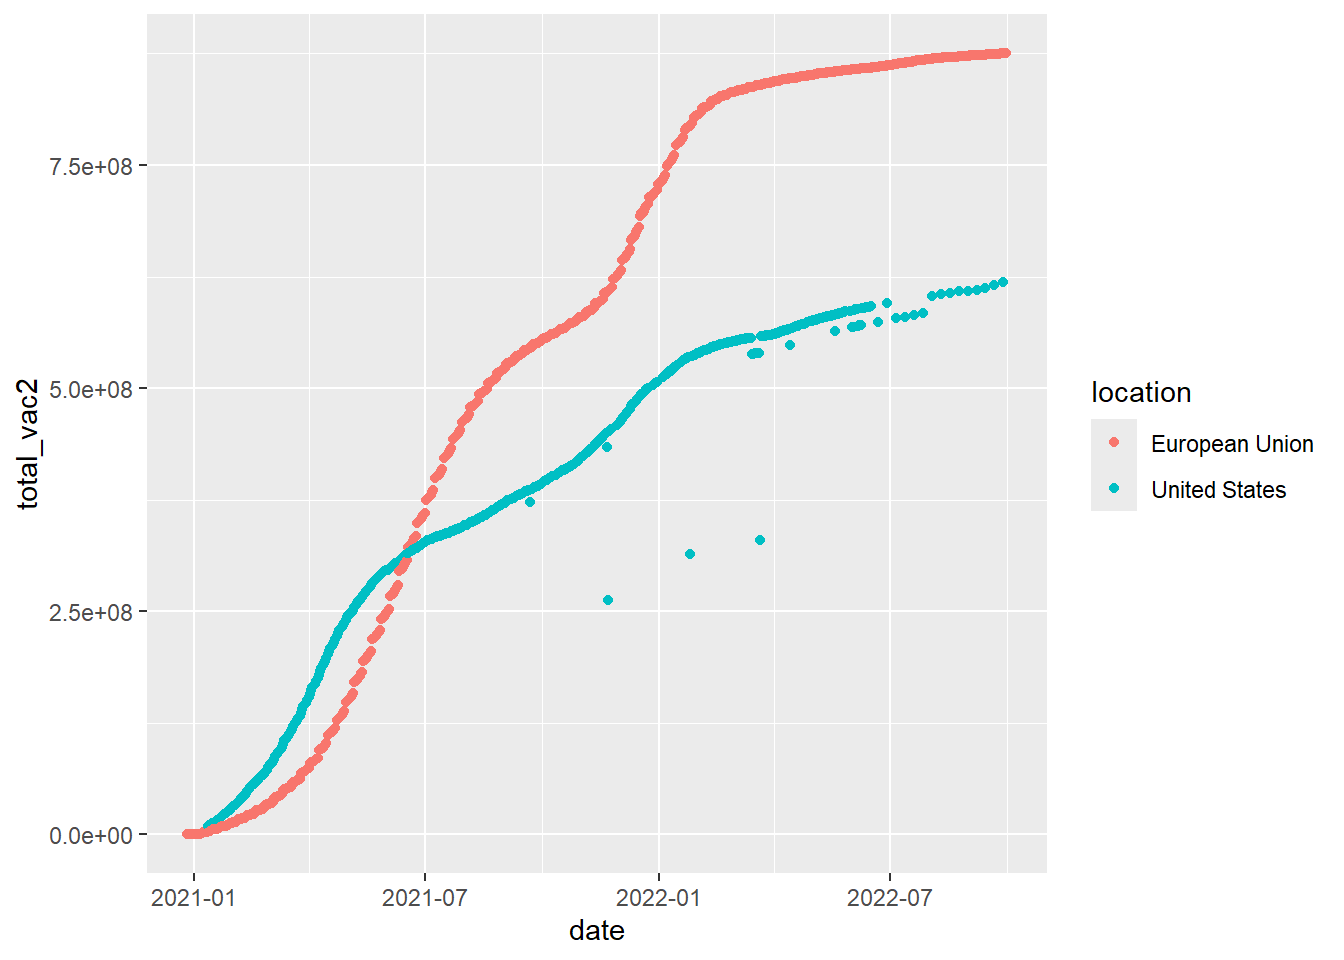 7.5e+08
5.0e+08
2.5e+08
0.0e+00
total_vac2
2021-01
2021-07
2022-01
2022-07
date
location
European Union
United States